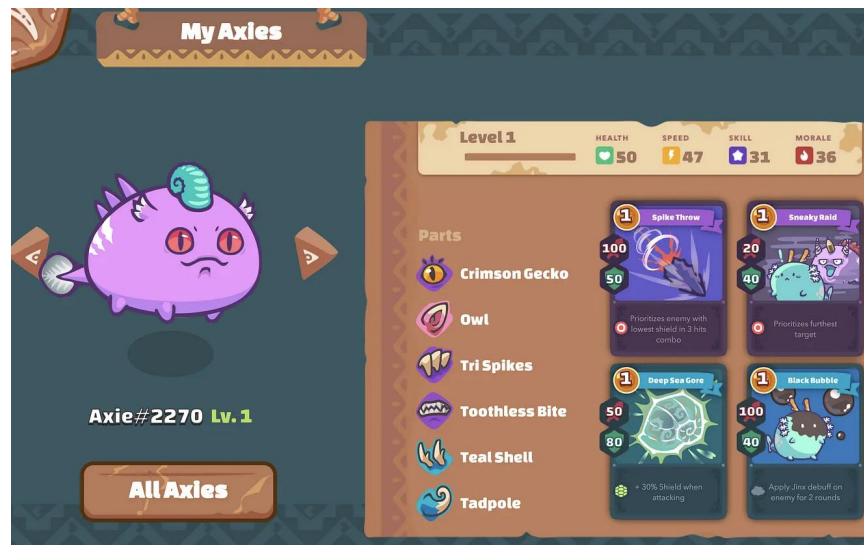 My Axies
Level 1
HEALTH
SPEED
SKILL
MORALE
50
47
31
36
Parts
Crimson Gecko
Owl
Tri Spikes
Toothless Bite
Teal Shell
Tadpole
1
Spike Throw
100
50
Prioritizes enemy with
lowest shield in 3 hits
combo
1
Sneaky Raid
20
40
Prioritizes furthest
target
1
Deep Sea Gore
50
80
+ 30% Shield when
attacking
1
Black Bubble
100
40
Apply Jinx debuff on
enemy for 2 rounds
Axie#2270 Lv. 1
All Axies